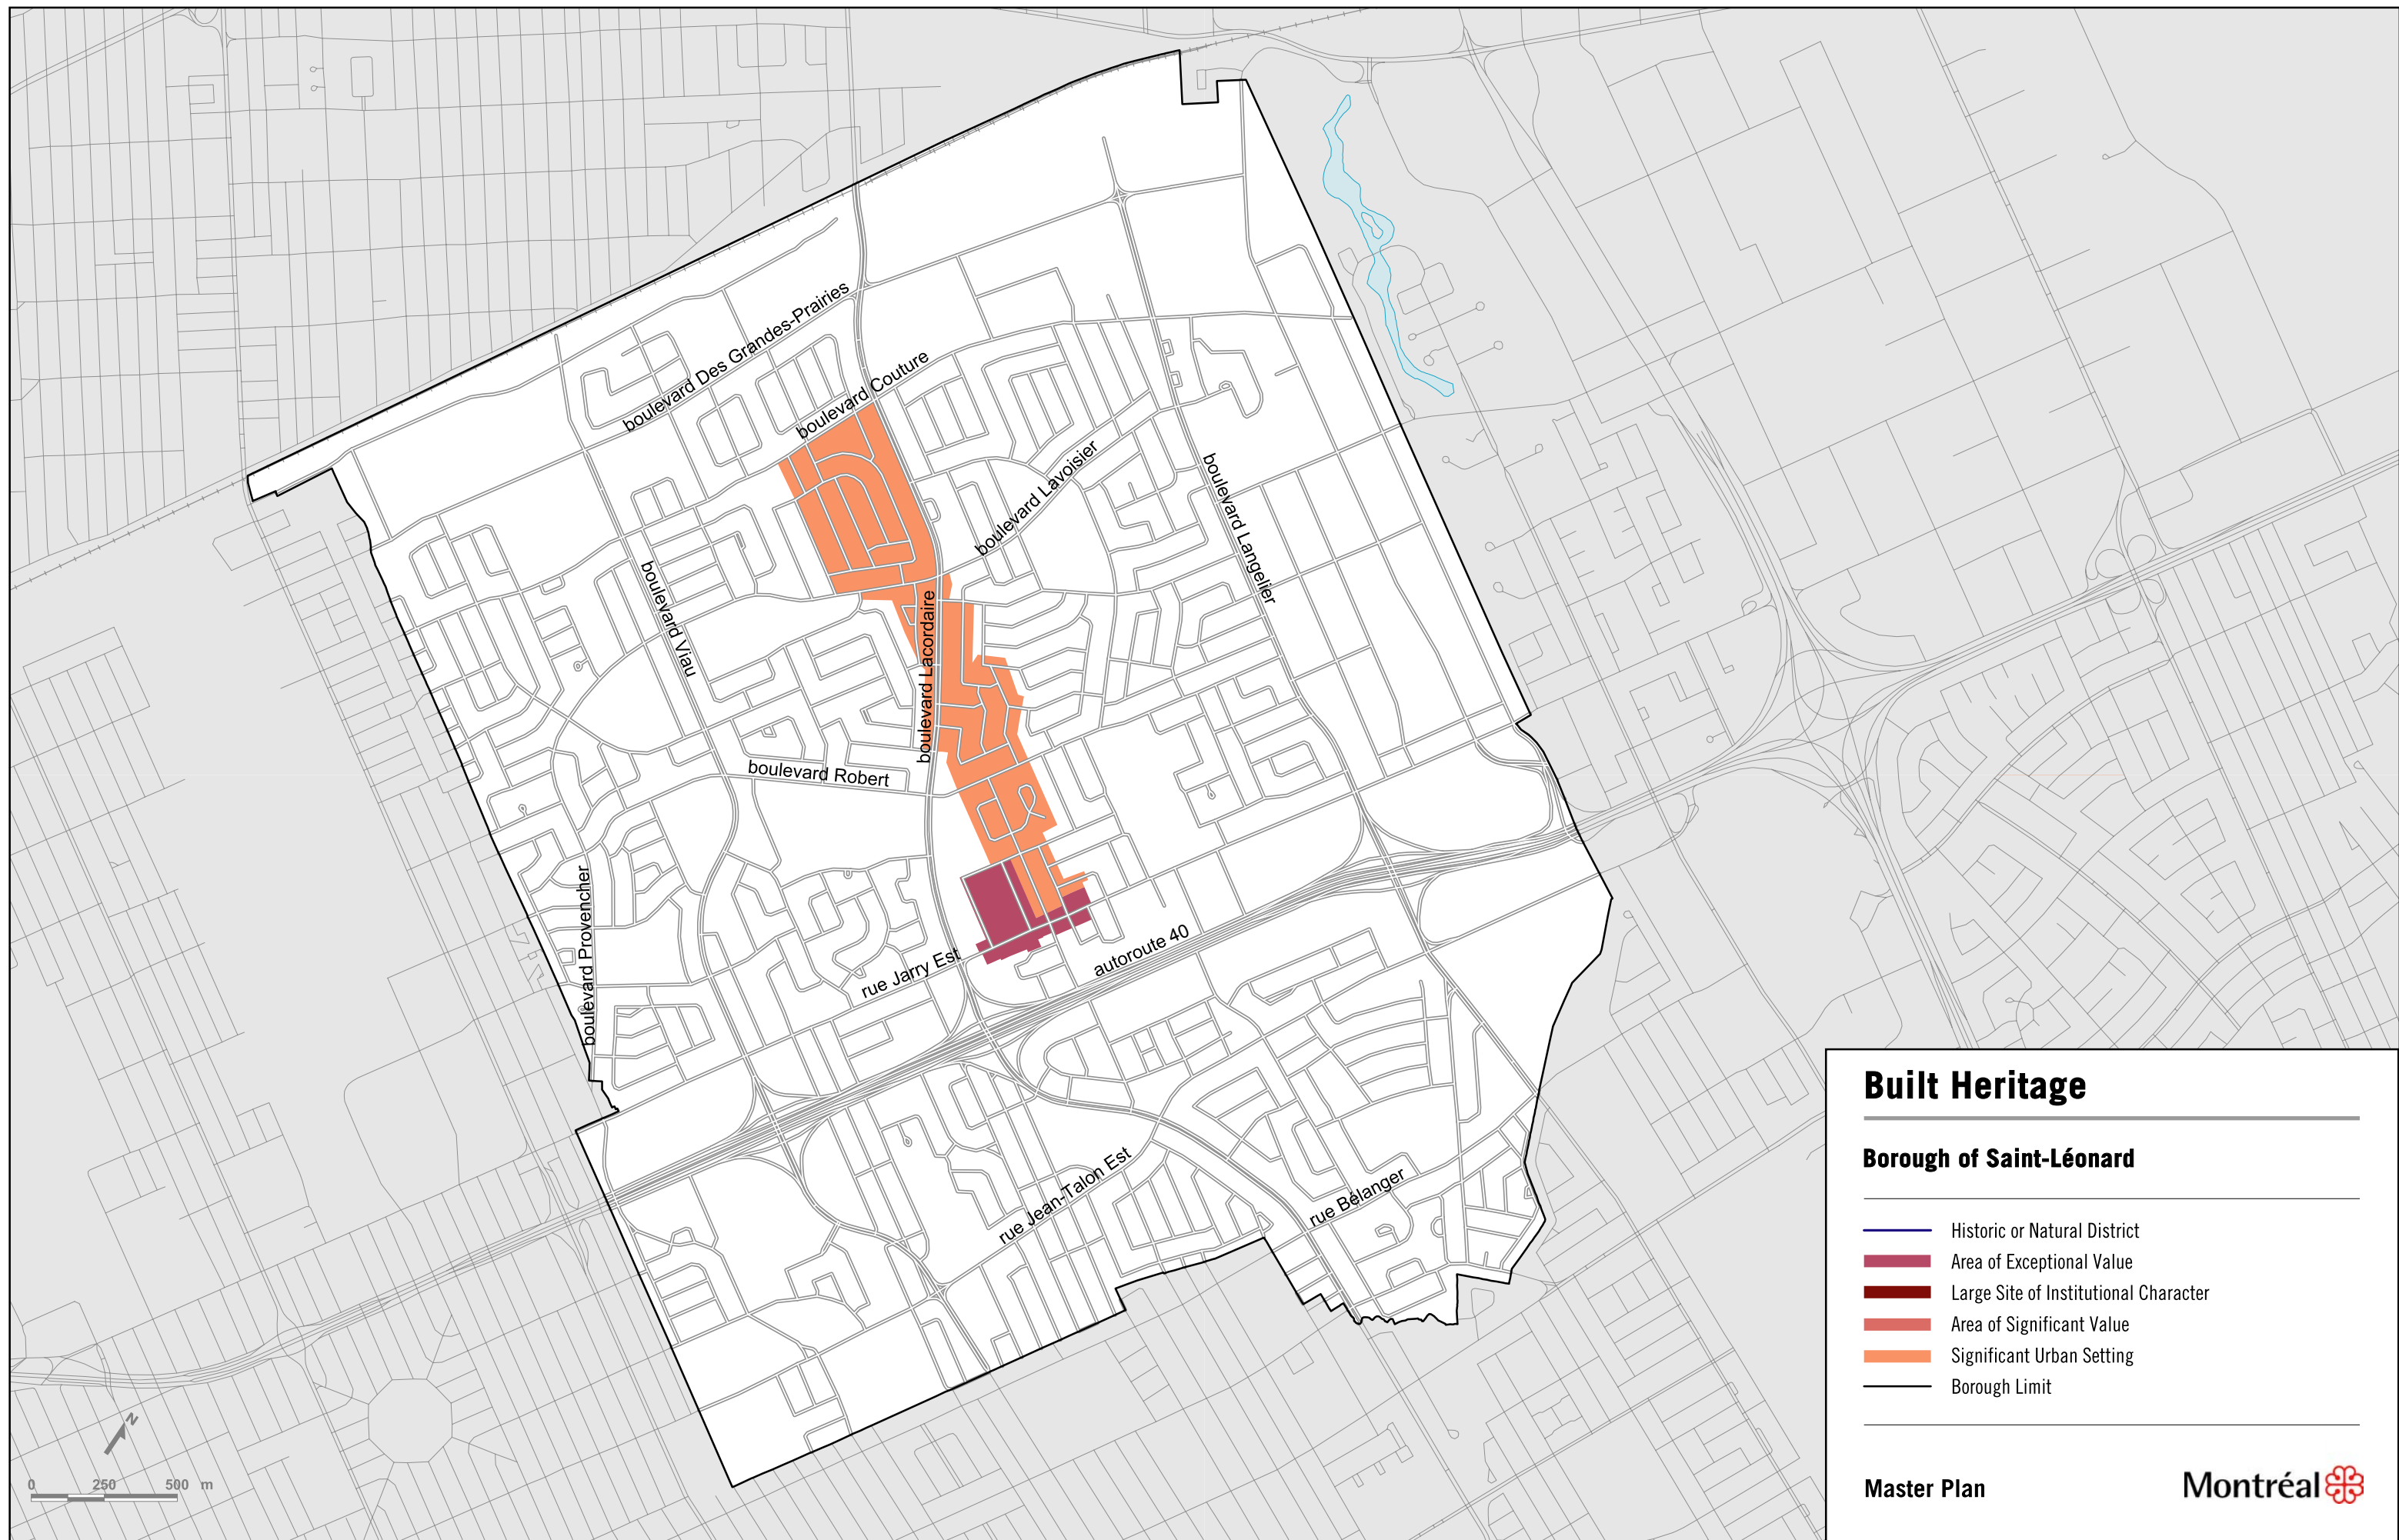 boulevard Des Grandes-Prairies
boulevard Couture
boulevard Lavoisier
boulevard Langelier
boulevard Viau
boulevard Lacordaire
boulevard Robert
boulevard Provencher
rue Jarry Est
autoroute 40
rue Jean-Talon Est
rue Bélanger
N
0 250 500 m
Built Heritage
Borough of Saint-Léonard
Historic or Natural District
Area of Exceptional Value
Large Site of Institutional Character
Area of Significant Value
Significant Urban Setting
Borough Limit
Master Plan
Montréal